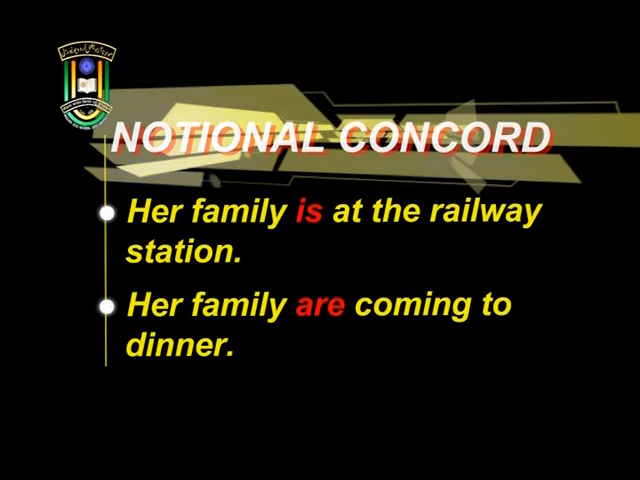 NOTIONAL CONCORD
Her family is at the railway
station.
Her family are coming to
dinner.